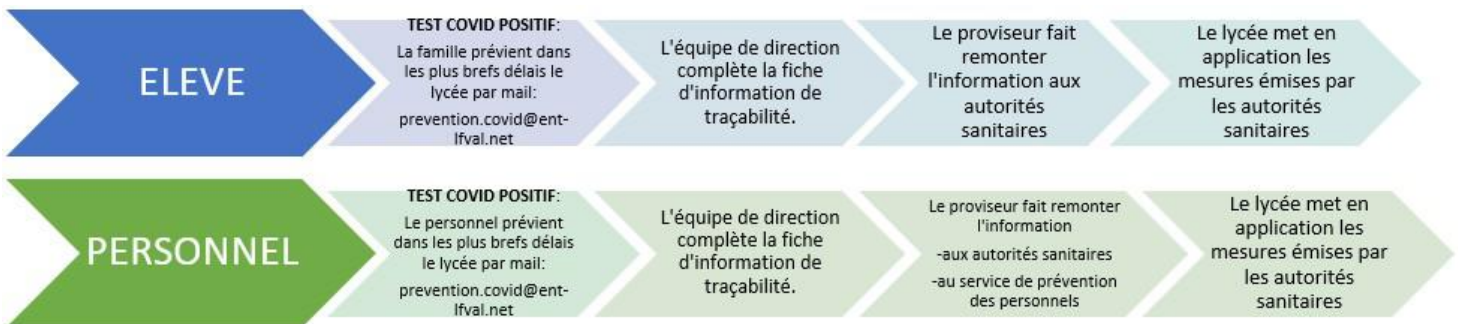 ELEVE
TEST COVID POSITIF:
La famille prévient dans
les plus brefs délais le
lycée par mail:
prevention.covid@ent-
lfval.net
L'équipe de direction
complète la fiche
d'information de
traçabilité.
Le proviseur fait
remonter
l'information aux
autorités
sanitaires
Le lycée met en
application les
mesures émises par
les autorités
sanitaires
PERSONNEL
TEST COVID POSITIF:
Le personnel prévient
dans les plus brefs délais
le lycée par mail:
prevention.covid@ent-
lfval.net
L'équipe de direction
complète la fiche
d'information de
traçabilité.
Le proviseur fait remonter
l'information
-aux autorités sanitaires
-au service de prévention
des personnels
Le lycée met en
application les
mesures émises par
les autorités
sanitaires